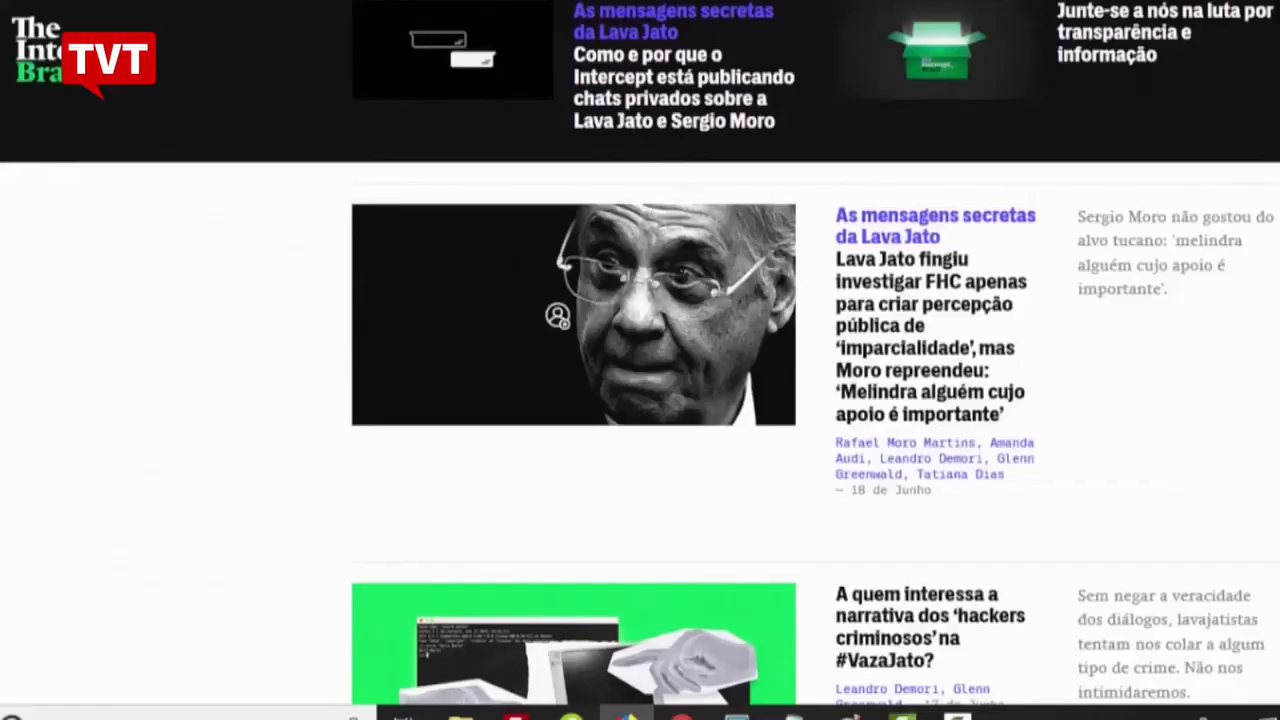 The
Inte
Bra
TVT
As mensagens secretas
da Lava Jato
Como e por que o
Intercept está publicando
chats privados sobre a
Lava Jato e Sergio Moro
Junte-se a nós na luta por
transparência e
informação
As mensagens secretas
da Lava Jato
Lava Jato fingiu
investigar FHC apenas
para criar percepção
pública de
‘imparcialidade’, mas
Moro repreendeu:
‘Melindra alguém cujo
apoio é importante’
Rafael Moro Martins, Amanda
Audi, Leandro Demori, Glenn
Greenwald, Tatiana Dias
— 18 de Junho
Sergio Moro não gostou do
alvo tucano: 'melindra
alguém cujo apoio é
importante'.
A quem interessa a
narrativa dos ‘hackers
criminosos’ na
#VazaJato?
Leandro Demori, Glenn
Greenwald — 17 de Junho
Sem negar a veracidade
dos diálogos, lavajatistas
tentam nos colar a algum
tipo de crime. Não nos
intimidaremos.